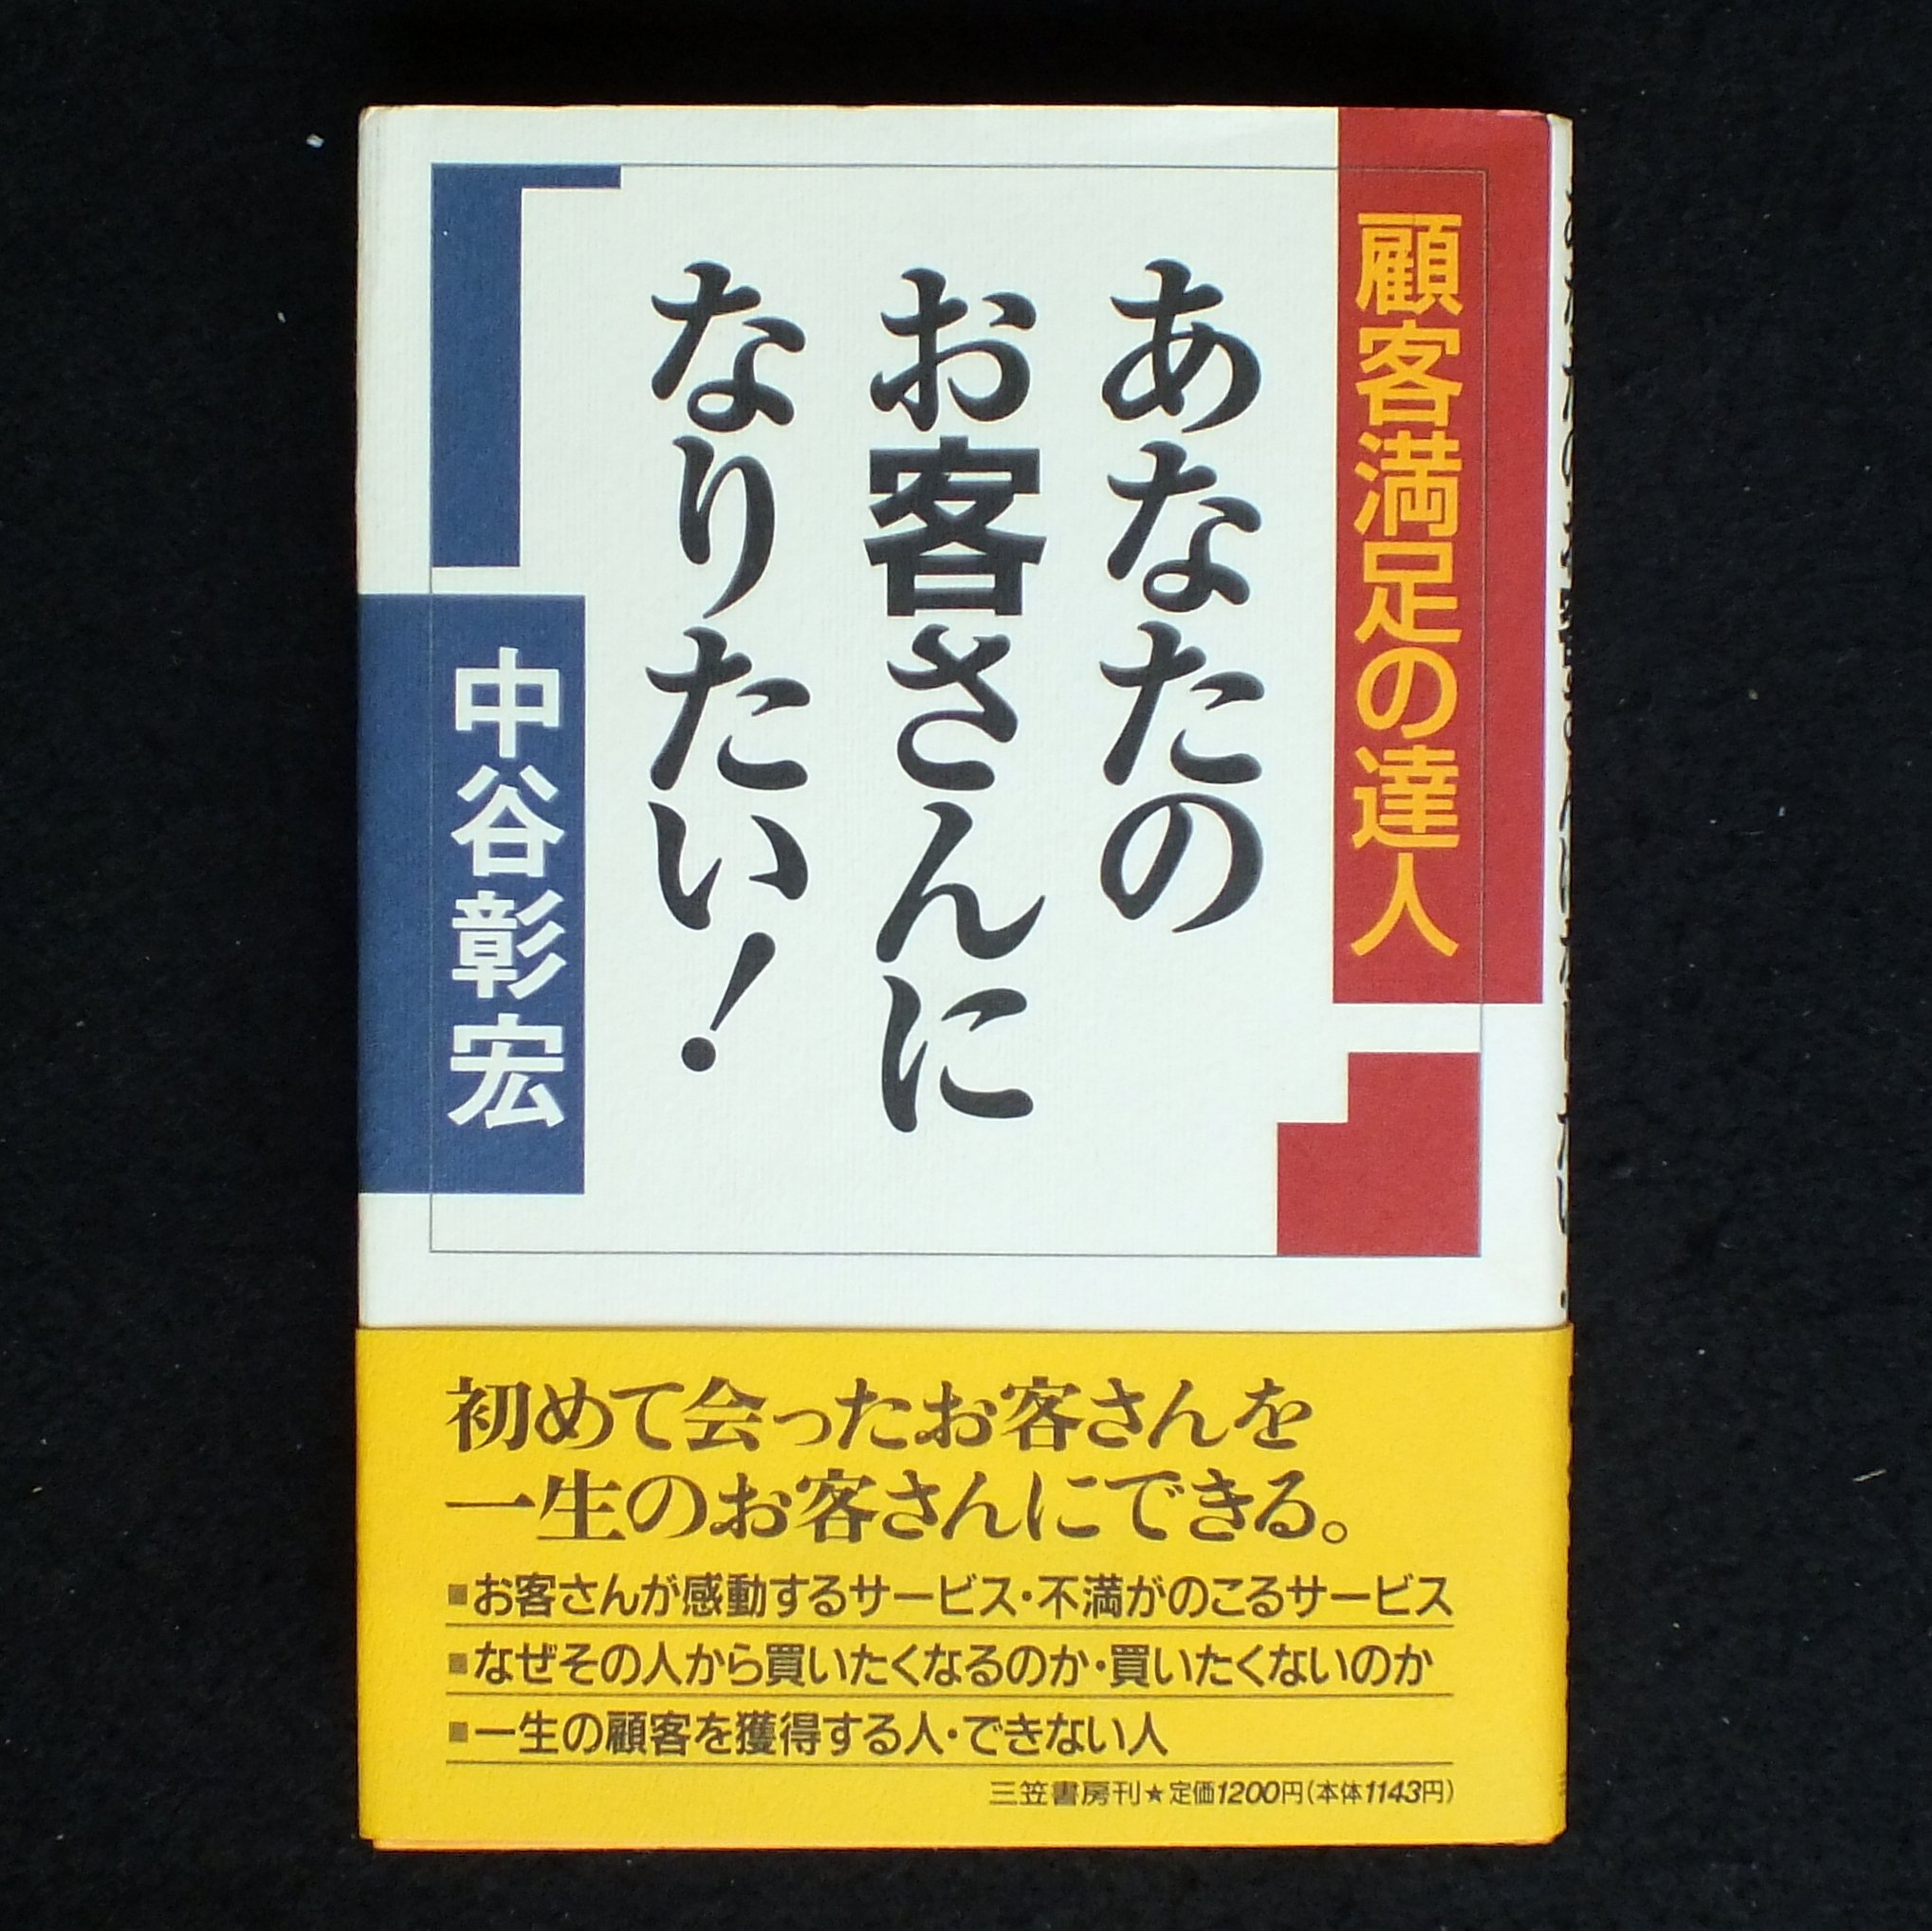 顧客満足の達人
あなたの
お客さんに
なりたい!
中谷彰宏
初めて会ったお客さんを
一生のお客さんにできる。
■お客さんが感動するサービス・不満がのこるサービス
■なぜその人から買いたくなるのか・買いたくないのか
■一生の顧客を獲得する人・できない人
三笠書房刊★定価1200円(本体1143円)